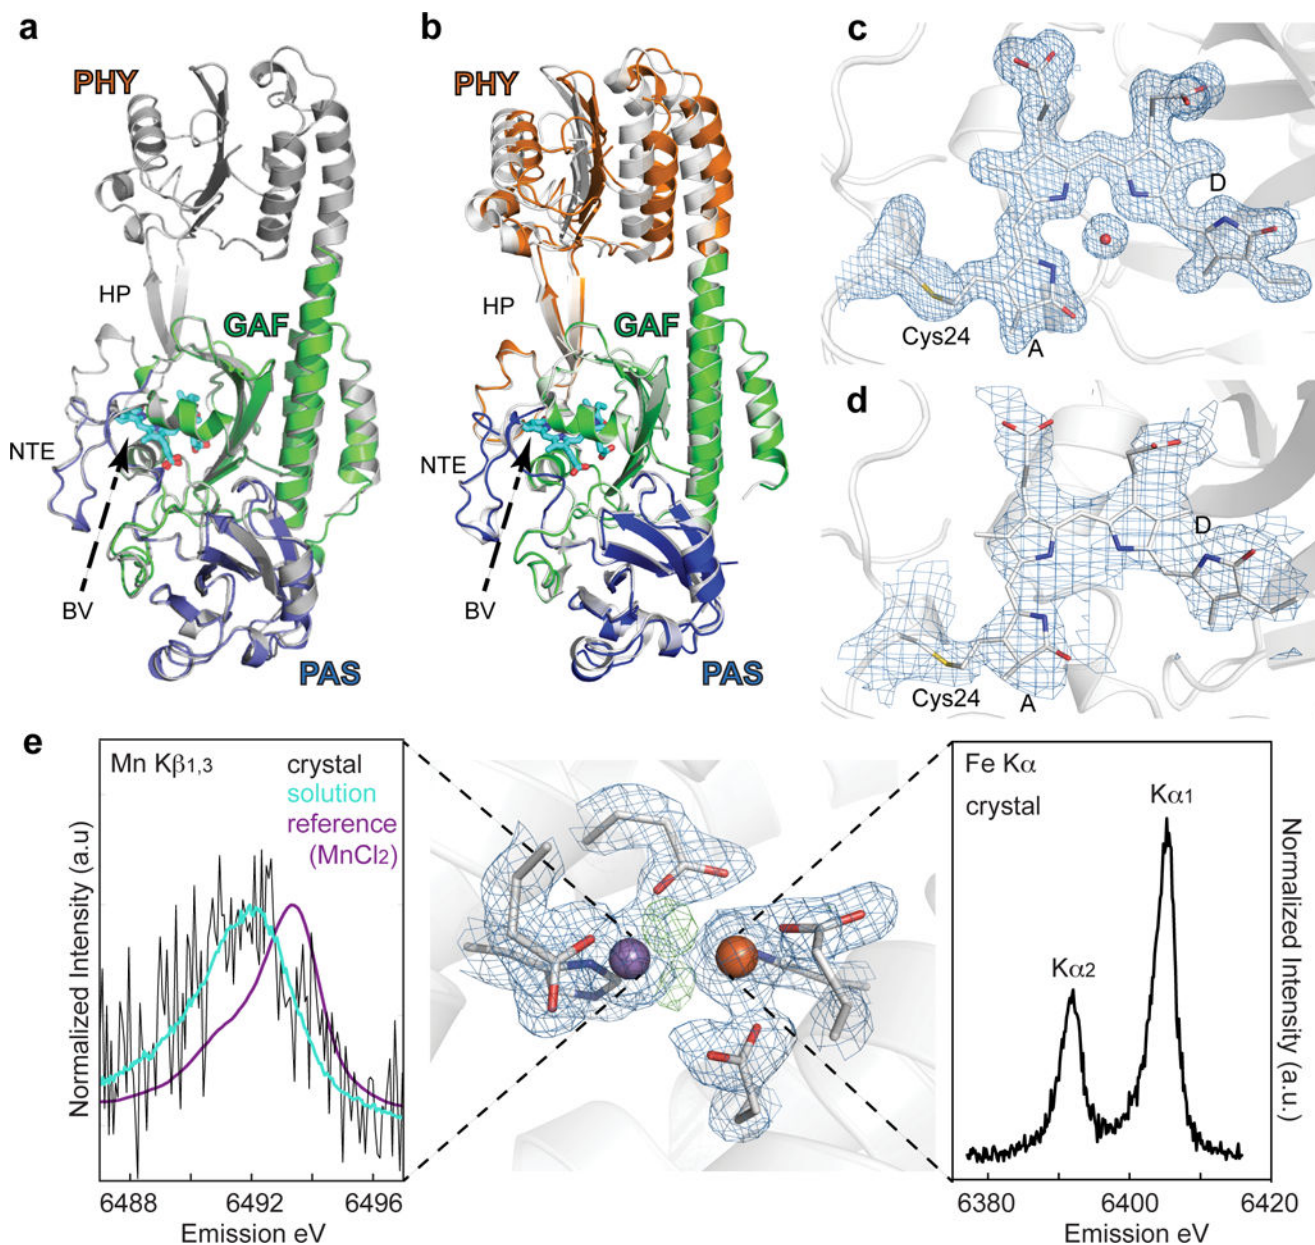 a
PHY
HP
GAF
NTE
BV
PAS
b
PHY
HP
GAF
NTE
BV
PAS
c
D
Cys24
A
d
D
Cys24
A
e
Mn Kβ1,3
crystal
solution
reference
(MnCl2)
Normalized Intensity (a.u)
6488 6492 6496
Emission eV
Fe Kα
crystal
Kα1
Kα2
Normalized Intensity (a.u.)
6380 6400 6420
Emission eV